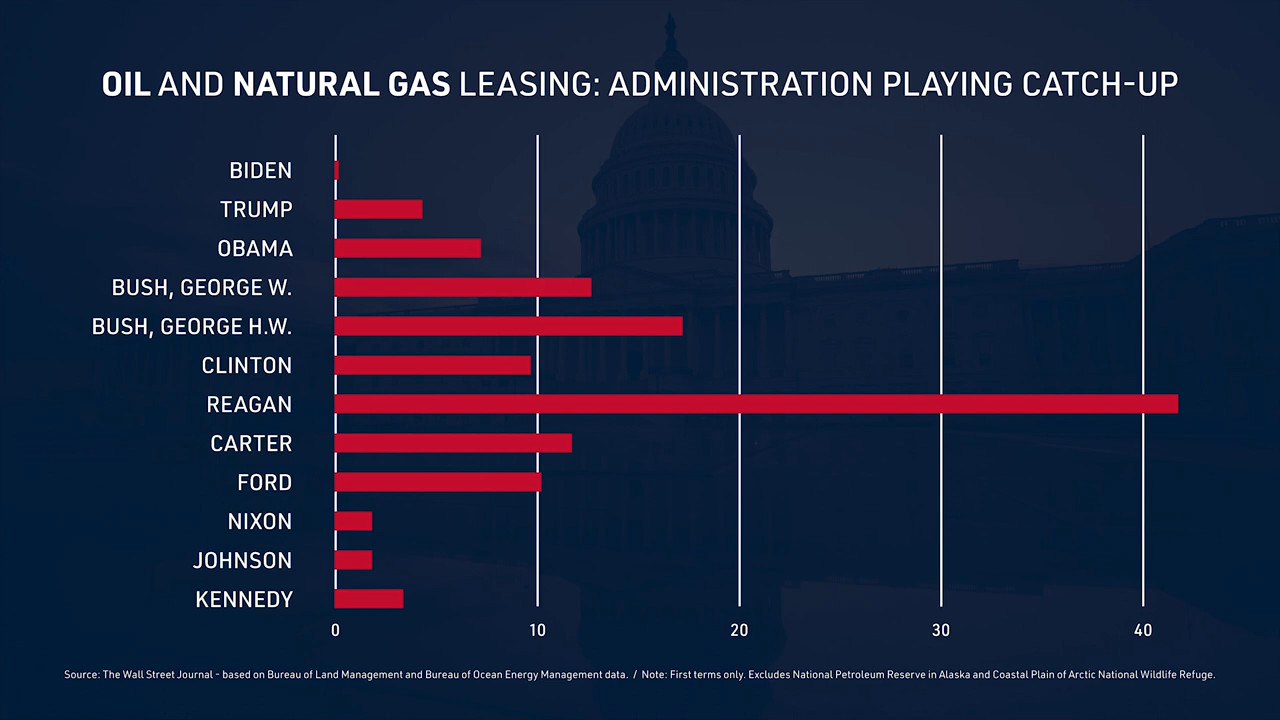 OIL AND NATURAL GAS LEASING: ADMINISTRATION PLAYING CATCH-UP
BIDEN
TRUMP
OBAMA
BUSH, GEORGE W.
BUSH, GEORGE H.W.
CLINTON
REAGAN
CARTER
FORD
NIXON
JOHNSON
KENNEDY
0 10 20 30 40
Source: The Wall Street Journal - based on Bureau of Land Management and Bureau of Ocean Energy Management data. / Note: First terms only. Excludes National Petroleum Reserve in Alaska and Coastal Plain of Arctic National Wildlife Refuge.